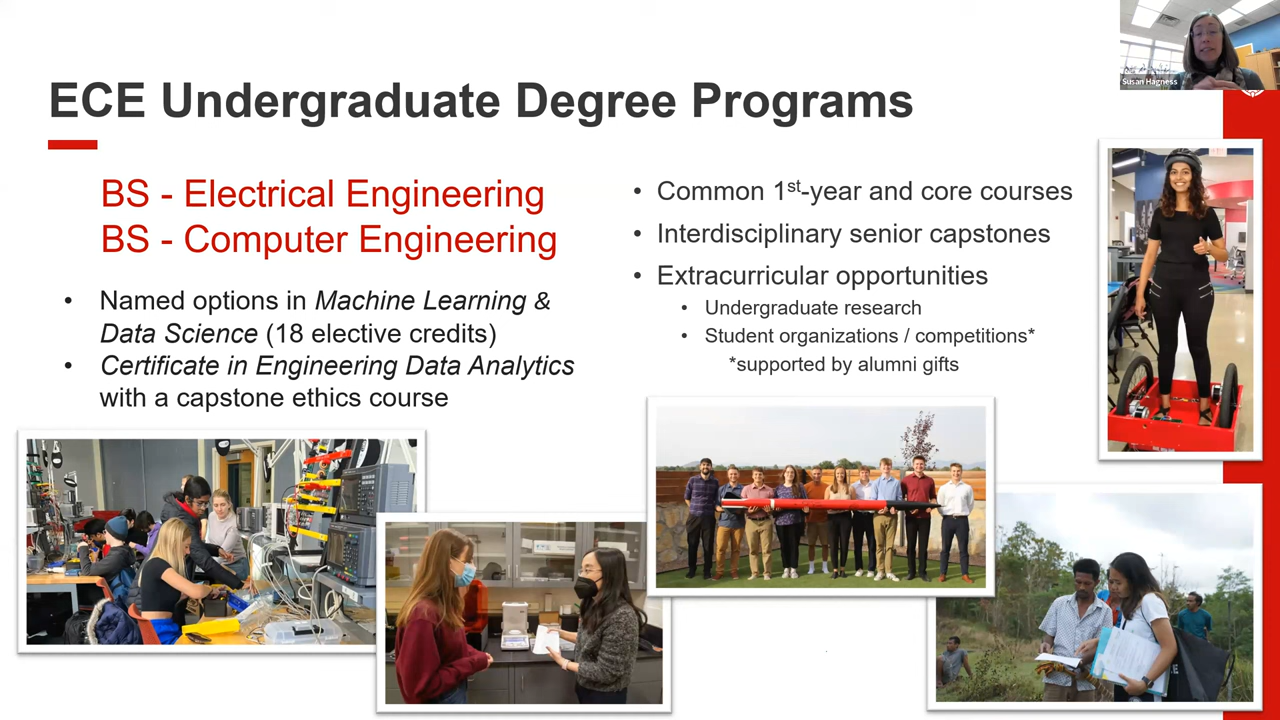 Susan Hagness
ECE Undergraduate Degree Programs
BS - Electrical Engineering
BS - Computer Engineering
• Named options in Machine Learning &
Data Science (18 elective credits)
• Certificate in Engineering Data Analytics
with a capstone ethics course
• Common 1st-year and core courses
• Interdisciplinary senior capstones
• Extracurricular opportunities
• Undergraduate research
• Student organizations / competitions*
*supported by alumni gifts